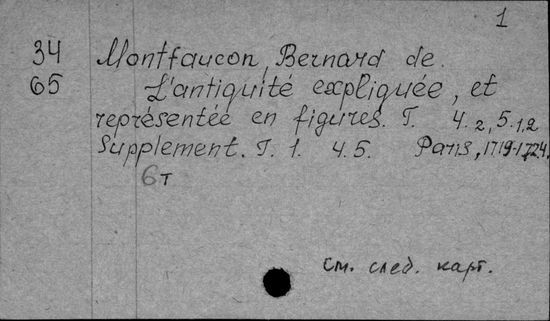 1
34 Montfaucon, Bernard de.
65 L'antiquité expliquée, et
représentée en figures. T. 4.2, 5.1,2
Supplement. T. 1. 4. 5. Paris, 1719-1724.
6т
См. след. карт.